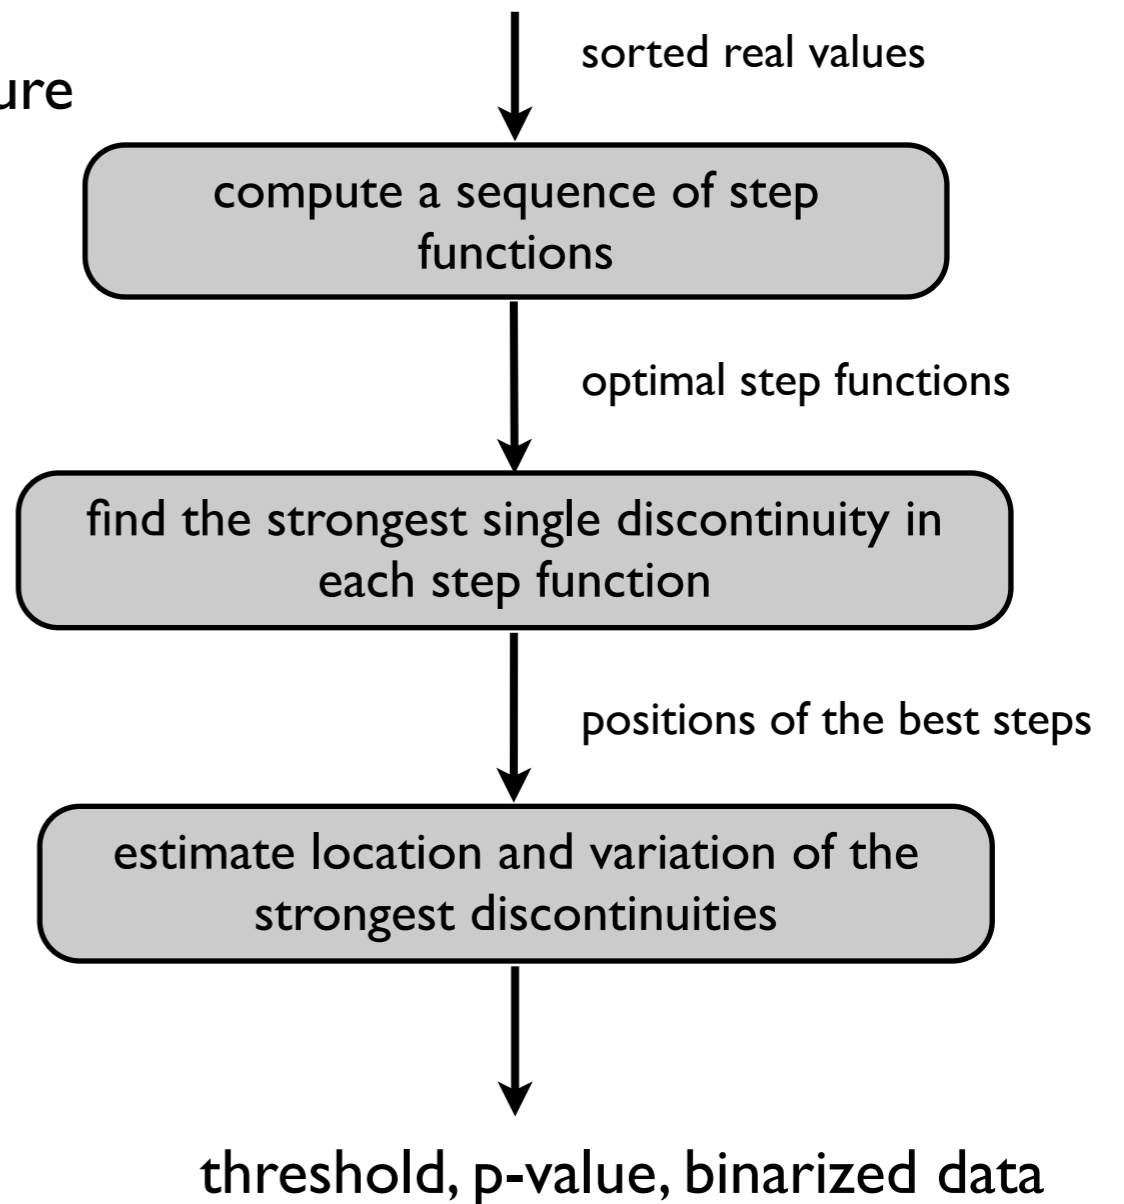 sorted real values
ure
compute a sequence of step
functions
optimal step functions
find the strongest single discontinuity in
each step function
positions of the best steps
estimate location and variation of the
strongest discontinuities
threshold, p-value, binarized data